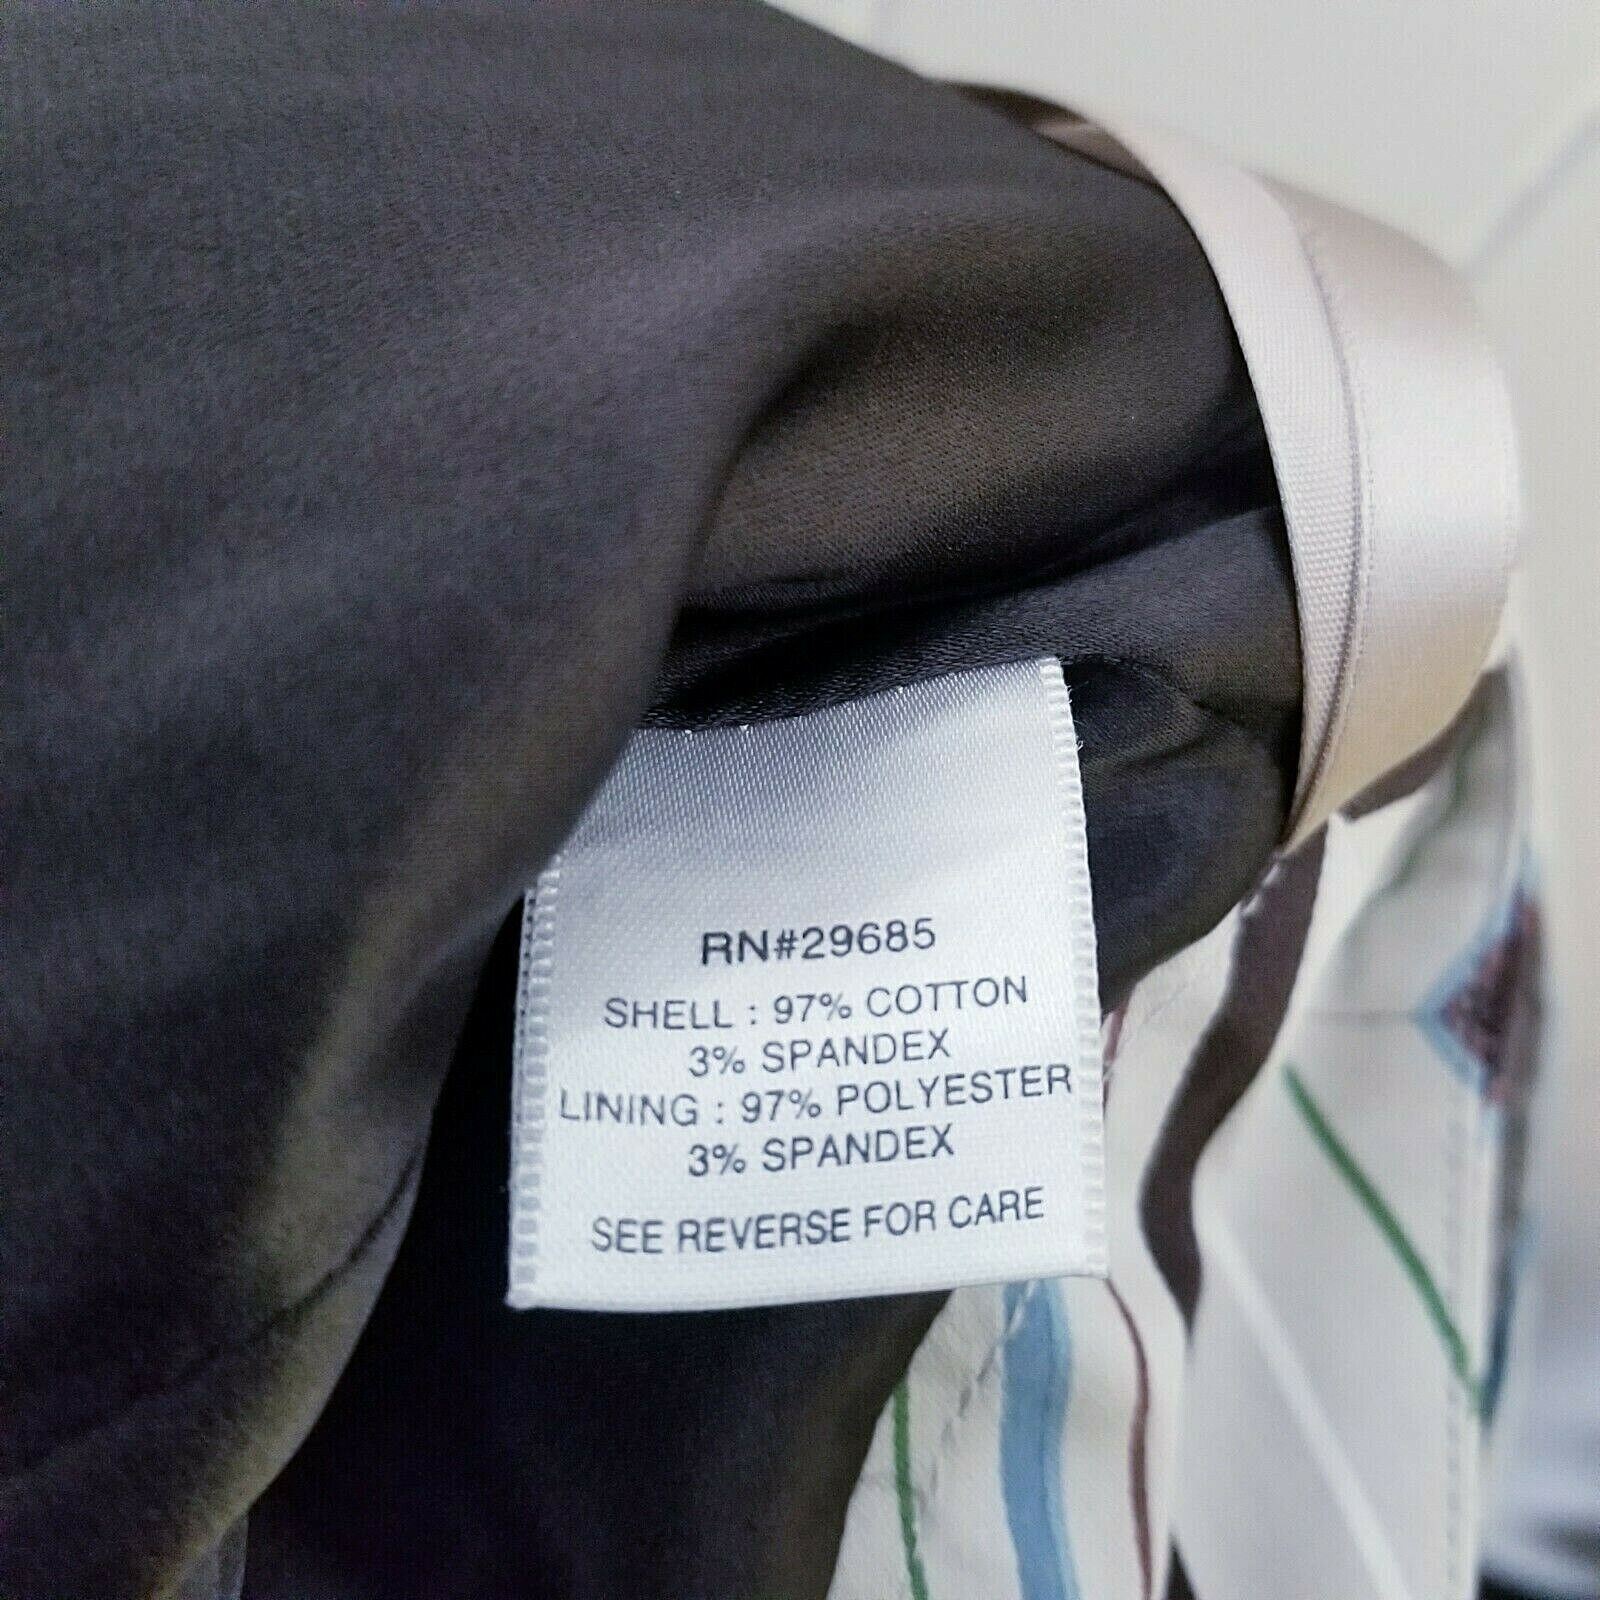 RN#29685
SHELL : 97% COTTON
3% SPANDEX
LINING : 97% POLYESTER
3% SPANDEX
SEE REVERSE FOR CARE